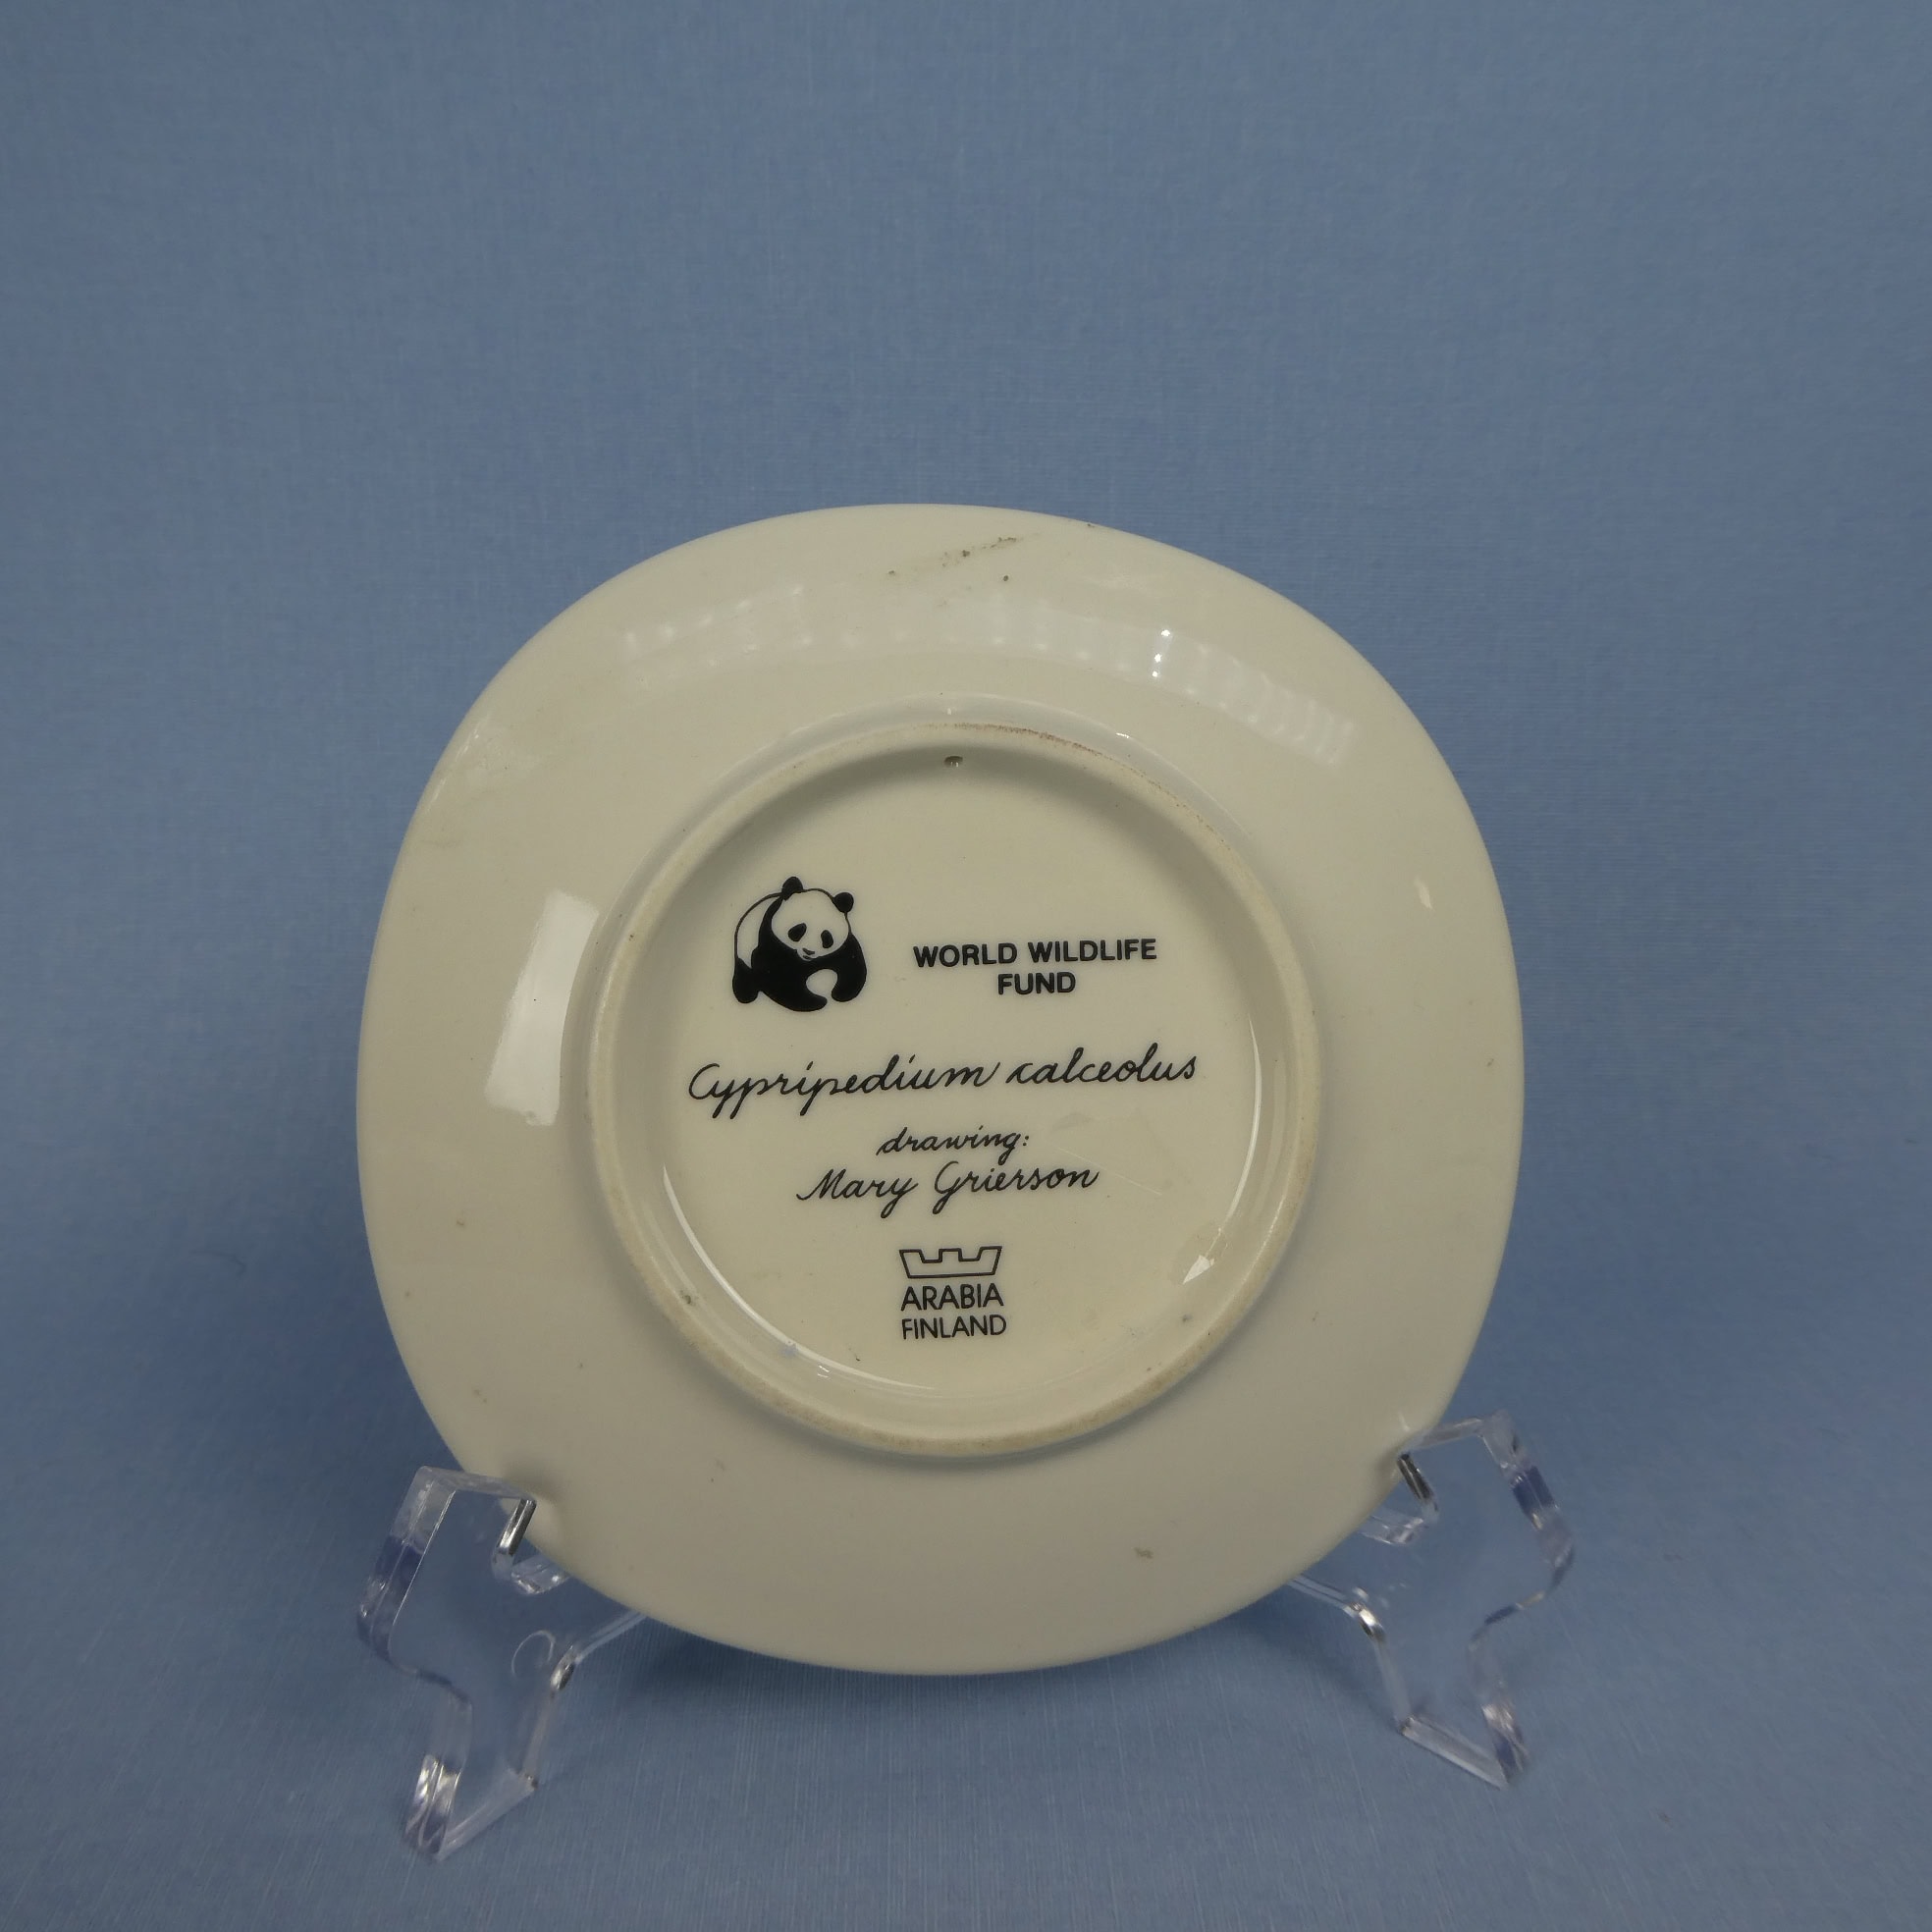 WORLD WILDLIFE
FUND
Cypripedium calceolus
drawing:
Mary Grierson
ARABIA
FINLAND